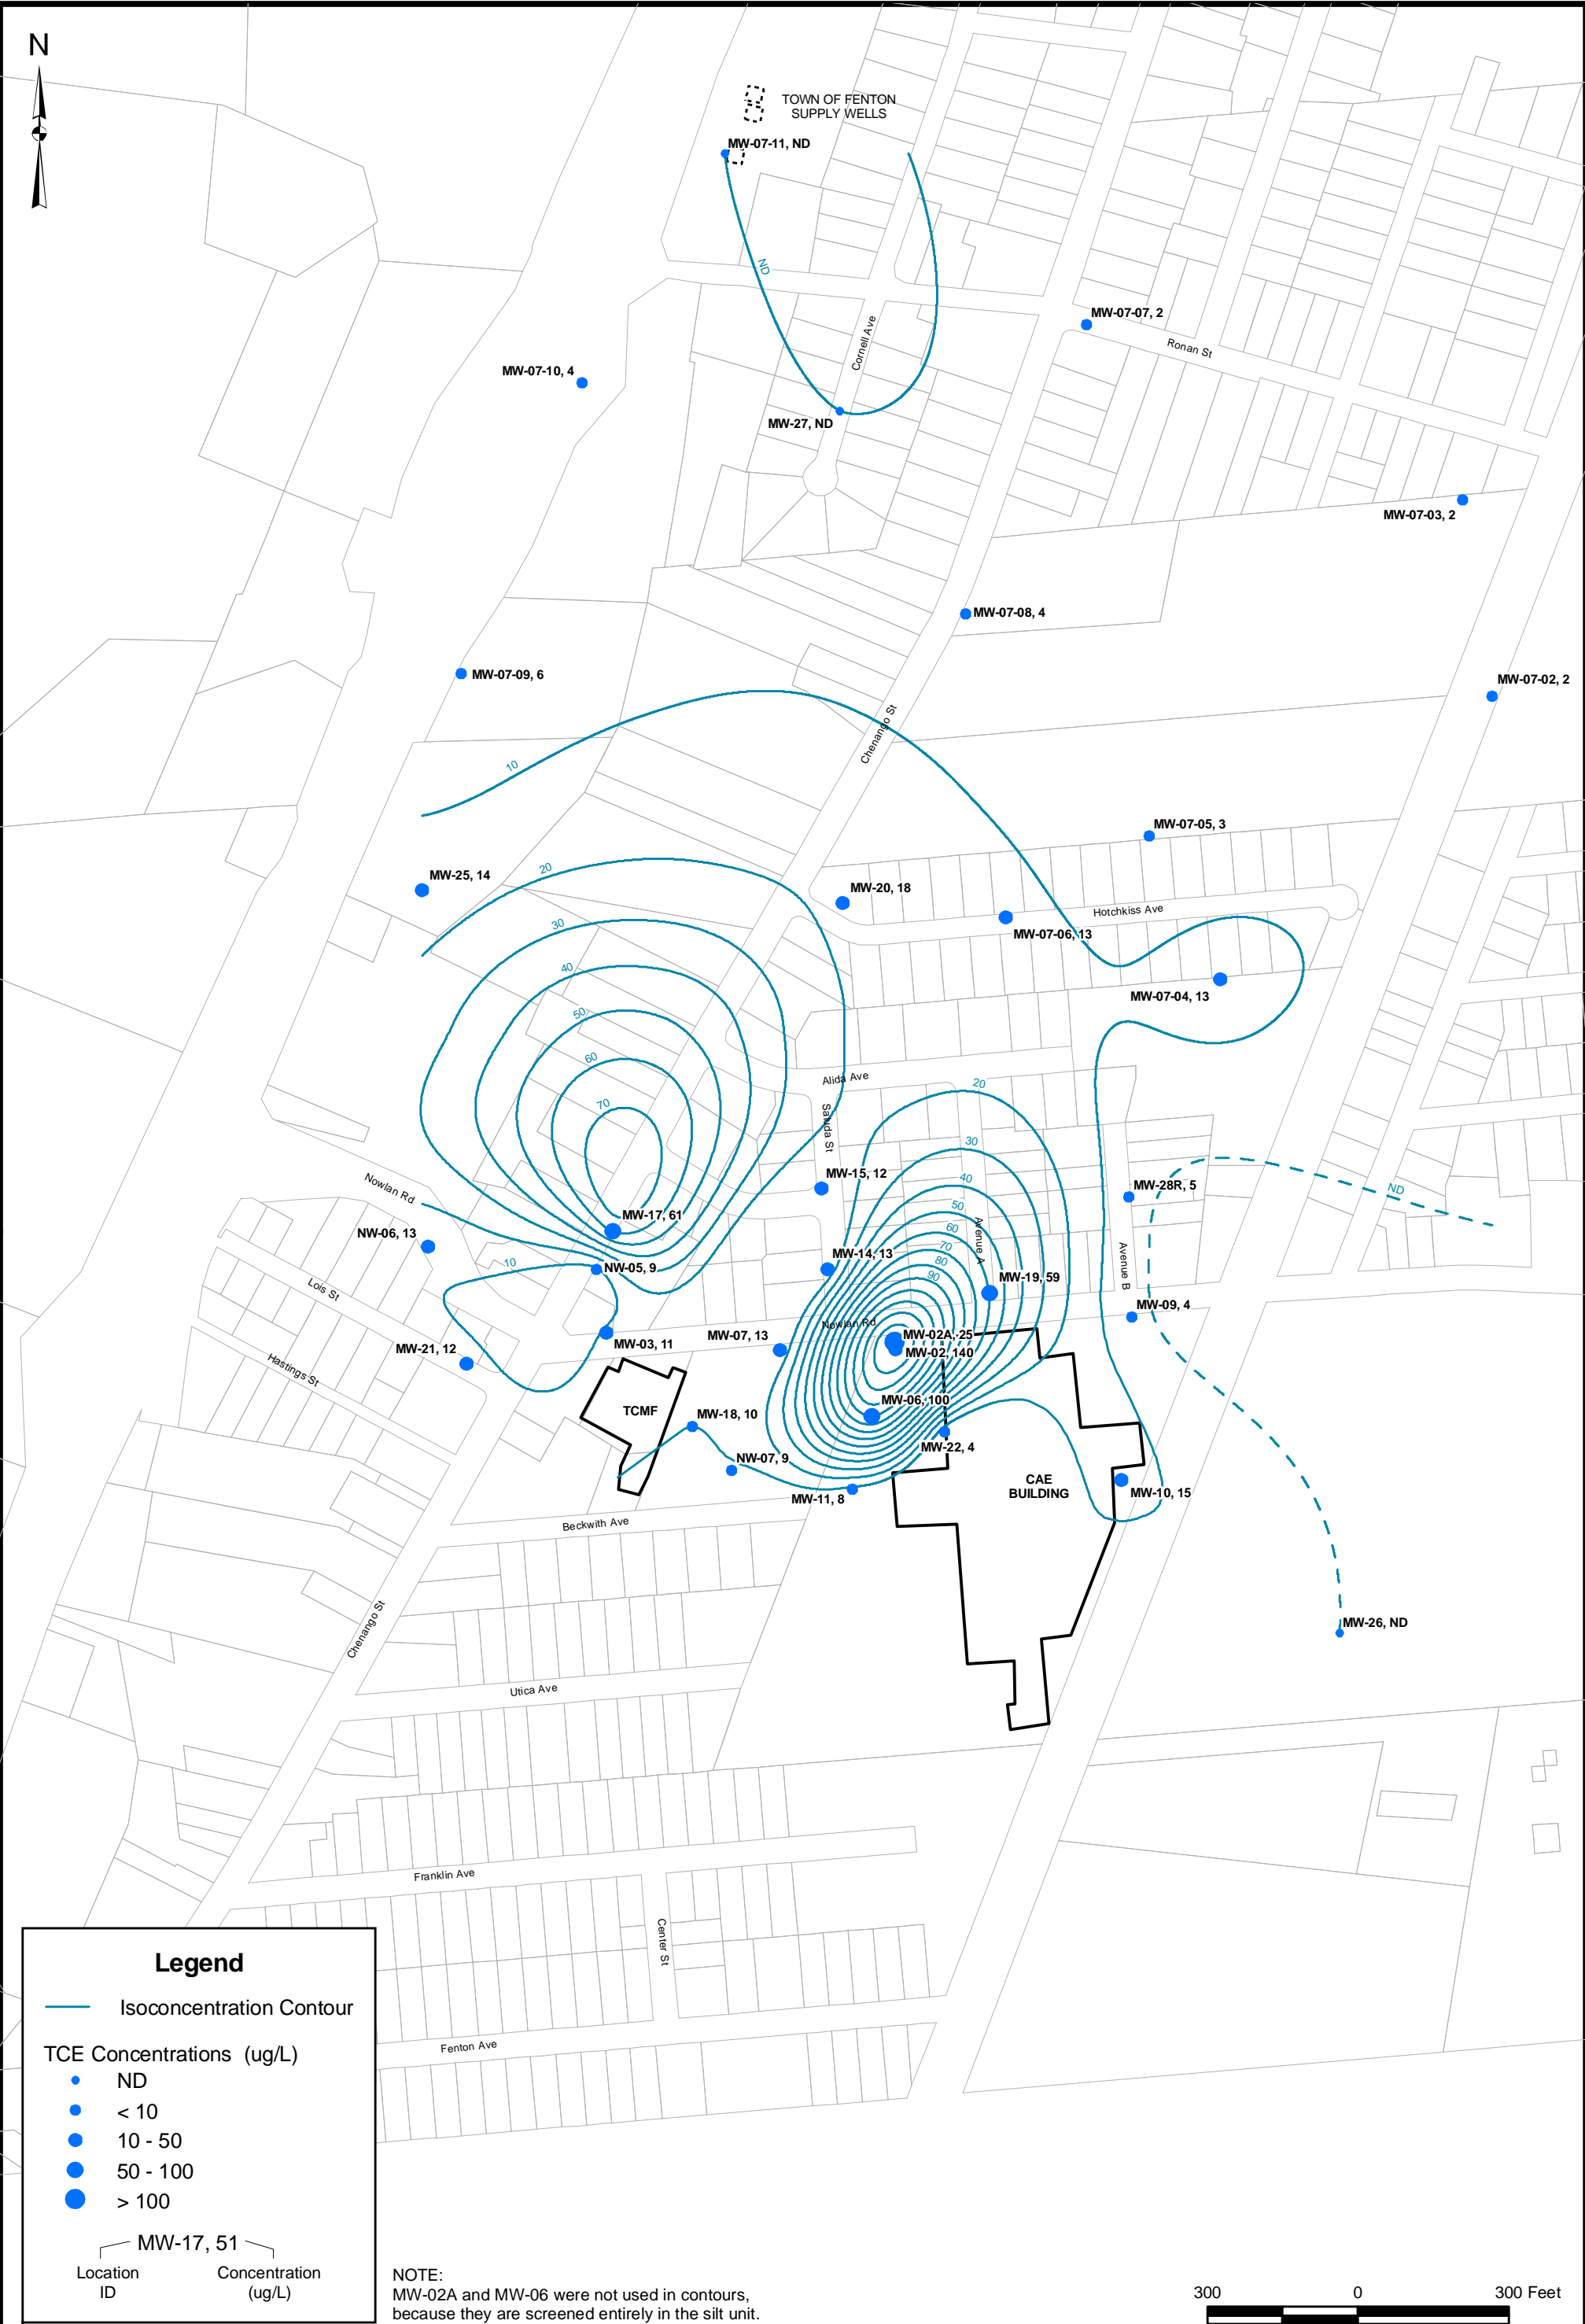 N
TOWN OF FENTON
SUPPLY WELLS
MW-07-11, ND
ND
MW-07-07, 2
Ronan St
Cornell Ave
MW-07-10, 4
MW-27, ND
MW-07-03, 2
MW-07-08, 4
MW-07-09, 6
MW-07-02, 2
Chenango St
10
MW-07-05, 3
20
MW-25, 14
MW-20, 18
Hotchkiss Ave
30
MW-07-06, 13
40
MW-07-04, 13
50
60
Alida Ave
20
70
Saluda St
30
MW-15, 12
40
MW-28R, 5
ND
Nowlan Rd
50
MW-17, 61
60
Avenue A
NW-06, 13
70
MW-14, 13
Avenue B
10
NW-05, 9
80
90
MW-19, 59
Lois St
MW-09, 4
Nowlan Rd
MW-03, 11
MW-07, 13
MW-02A, 25
MW-21, 12
MW-02, 140
Hastings St
MW-06, 100
TCMF
MW-18, 10
MW-22, 4
NW-07, 9
CAE
BUILDING
MW-11, 8
MW-10, 15
Beckwith Ave
Chenango St
MW-26, ND
Utica Ave
Franklin Ave
Center St
Fenton Ave
Legend
Isoconcentration Contour
TCE Concentrations (ug/L)
ND
< 10
10 - 50
50 - 100
> 100
MW-17, 51
Location Concentration
ID (ug/L)
NOTE:
MW-02A and MW-06 were not used in contours,
because they are screened entirely in the silt unit.
300 0 300 Feet